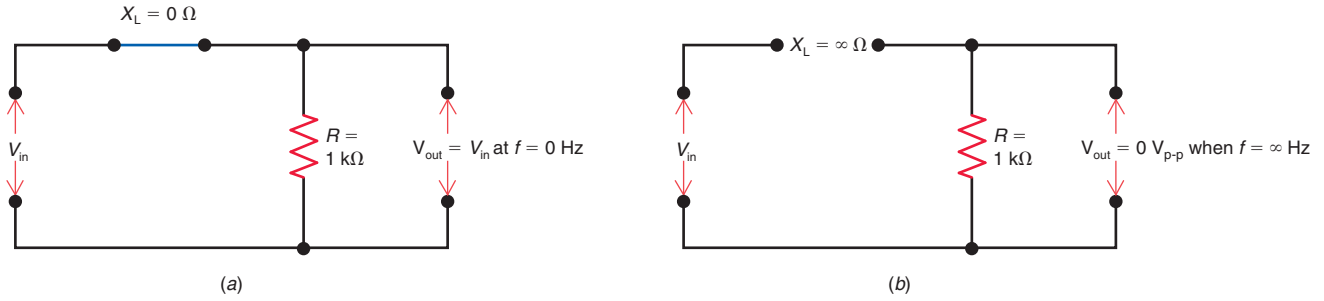 X_L = 0 Ω
V_in
R =
1 kΩ
V_out = V_in at f = 0 Hz
(a)
X_L = ∞ Ω
V_in
R =
1 kΩ
V_out = 0 V_p-p when f = ∞ Hz
(b)